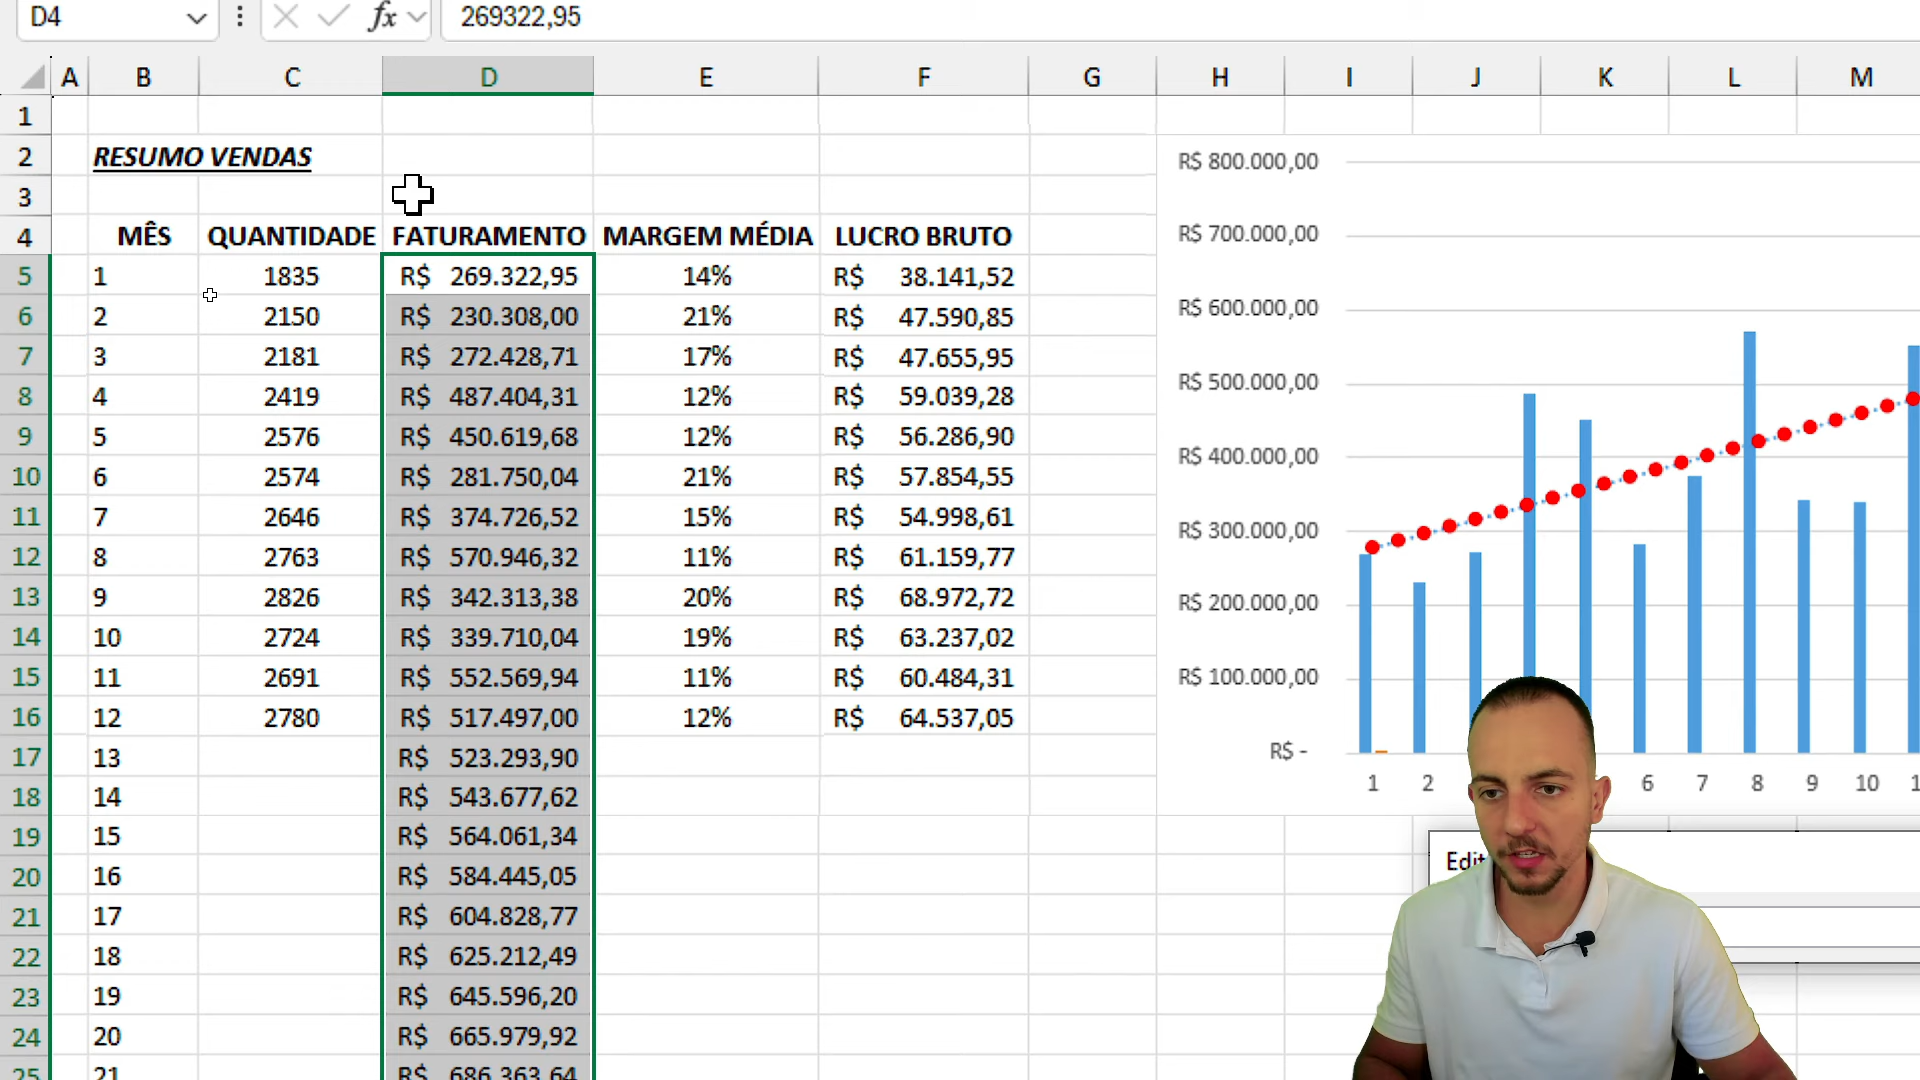 D4 fx 269322,95
A B C D E F G H I J K L M
1
2 RESUMO VENDAS
3
4 MÊS QUANTIDADE FATURAMENTO MARGEM MÉDIA LUCRO BRUTO
5 1 1835 R$ 269.322,95 14% R$ 38.141,52
6 2 2150 R$ 230.308,00 21% R$ 47.590,85
7 3 2181 R$ 272.428,71 17% R$ 47.655,95
8 4 2419 R$ 487.404,31 12% R$ 59.039,28
9 5 2576 R$ 450.619,68 12% R$ 56.286,90
10 6 2574 R$ 281.750,04 21% R$ 57.854,55
11 7 2646 R$ 374.726,52 15% R$ 54.998,61
12 8 2763 R$ 570.946,32 11% R$ 61.159,77
13 9 2826 R$ 342.313,38 20% R$ 68.972,72
14 10 2724 R$ 339.710,04 19% R$ 63.237,02
15 11 2691 R$ 552.569,94 11% R$ 60.484,31
16 12 2780 R$ 517.497,00 12% R$ 64.537,05
17 13 R$ 523.293,90
18 14 R$ 543.677,62
19 15 R$ 564.061,34
20 16 R$ 584.445,05
21 17 R$ 604.828,77
22 18 R$ 625.212,49
23 19 R$ 645.596,20
24 20 R$ 665.979,92
25 21 R$ 686.363,64
R$ 800.000,00
R$ 700.000,00
R$ 600.000,00
R$ 500.000,00
R$ 400.000,00
R$ 300.000,00
R$ 200.000,00
R$ 100.000,00
R$ -
1 2 6 7 8 9 10 1
Edit